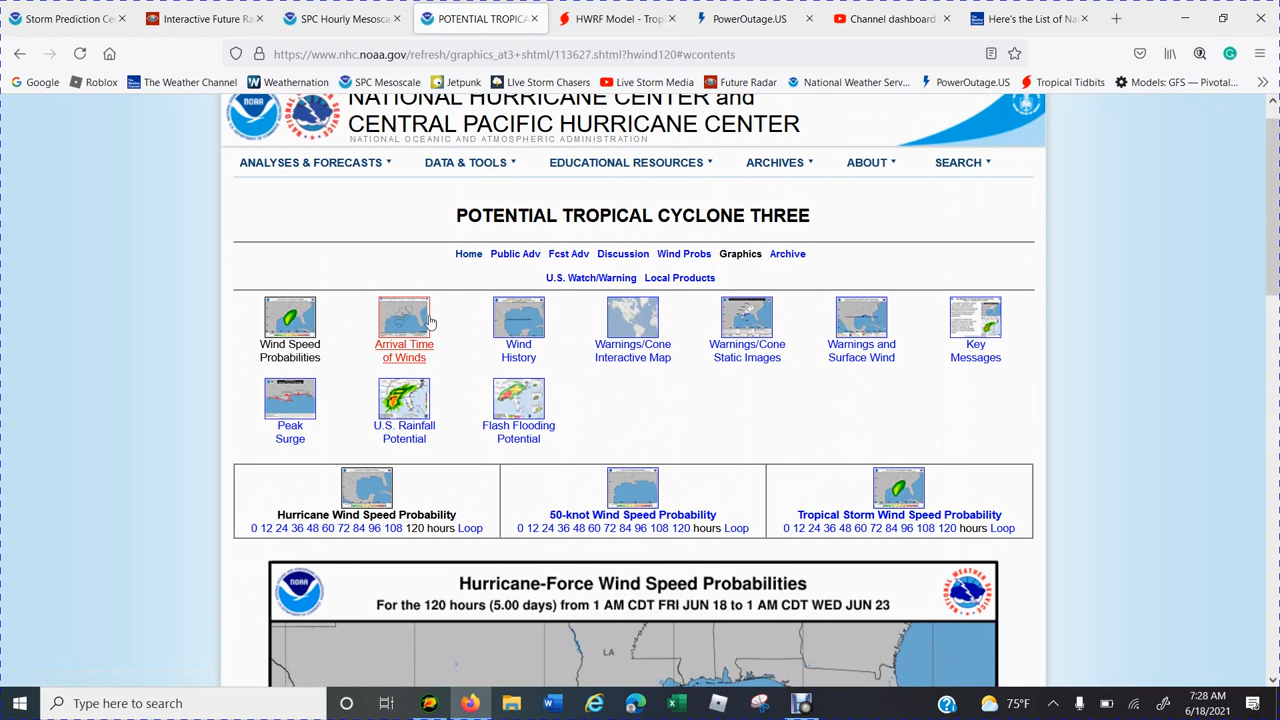 Storm Prediction Cen
Interactive Future Ra
SPC Hourly Mesosca
POTENTIAL TROPICA
HWRF Model - Trop
PowerOutage.US
Channel dashboard
Here's the List of Na
https://www.nhc.noaa.gov/refresh/graphics_at3+shtml/113627.shtml?hwind120#wcontents
Google
Roblox
The Weather Channel
Weathernation
SPC Mesoscale
Jetpunk
Live Storm Chasers
Live Storm Media
Future Radar
National Weather Serv...
PowerOutage.US
Tropical Tidbits
Models: GFS — Pivotal...
NATIONAL HURRICANE CENTER and
CENTRAL PACIFIC HURRICANE CENTER
NATIONAL OCEANIC AND ATMOSPHERIC ADMINISTRATION
NOAA
ANALYSES & FORECASTS DATA & TOOLS EDUCATIONAL RESOURCES ARCHIVES ABOUT SEARCH
POTENTIAL TROPICAL CYCLONE THREE
Home Public Adv Fcst Adv Discussion Wind Probs Graphics Archive
U.S. Watch/Warning Local Products
Wind Speed
Probabilities
Arrival Time
of Winds
Wind
History
Warnings/Cone
Interactive Map
Warnings/Cone
Static Images
Warnings and
Surface Wind
Key
Messages
Peak
Surge
U.S. Rainfall
Potential
Flash Flooding
Potential
Hurricane Wind Speed Probability
0 12 24 36 48 60 72 84 96 108 120 hours Loop
50-knot Wind Speed Probability
0 12 24 36 48 60 72 84 96 108 120 hours Loop
Tropical Storm Wind Speed Probability
0 12 24 36 48 60 72 84 96 108 120 hours Loop
NOAA
Hurricane-Force Wind Speed Probabilities
For the 120 hours (5.00 days) from 1 AM CDT FRI JUN 18 to 1 AM CDT WED JUN 23
LA
Type here to search
75°F
7:28 AM
6/18/2021